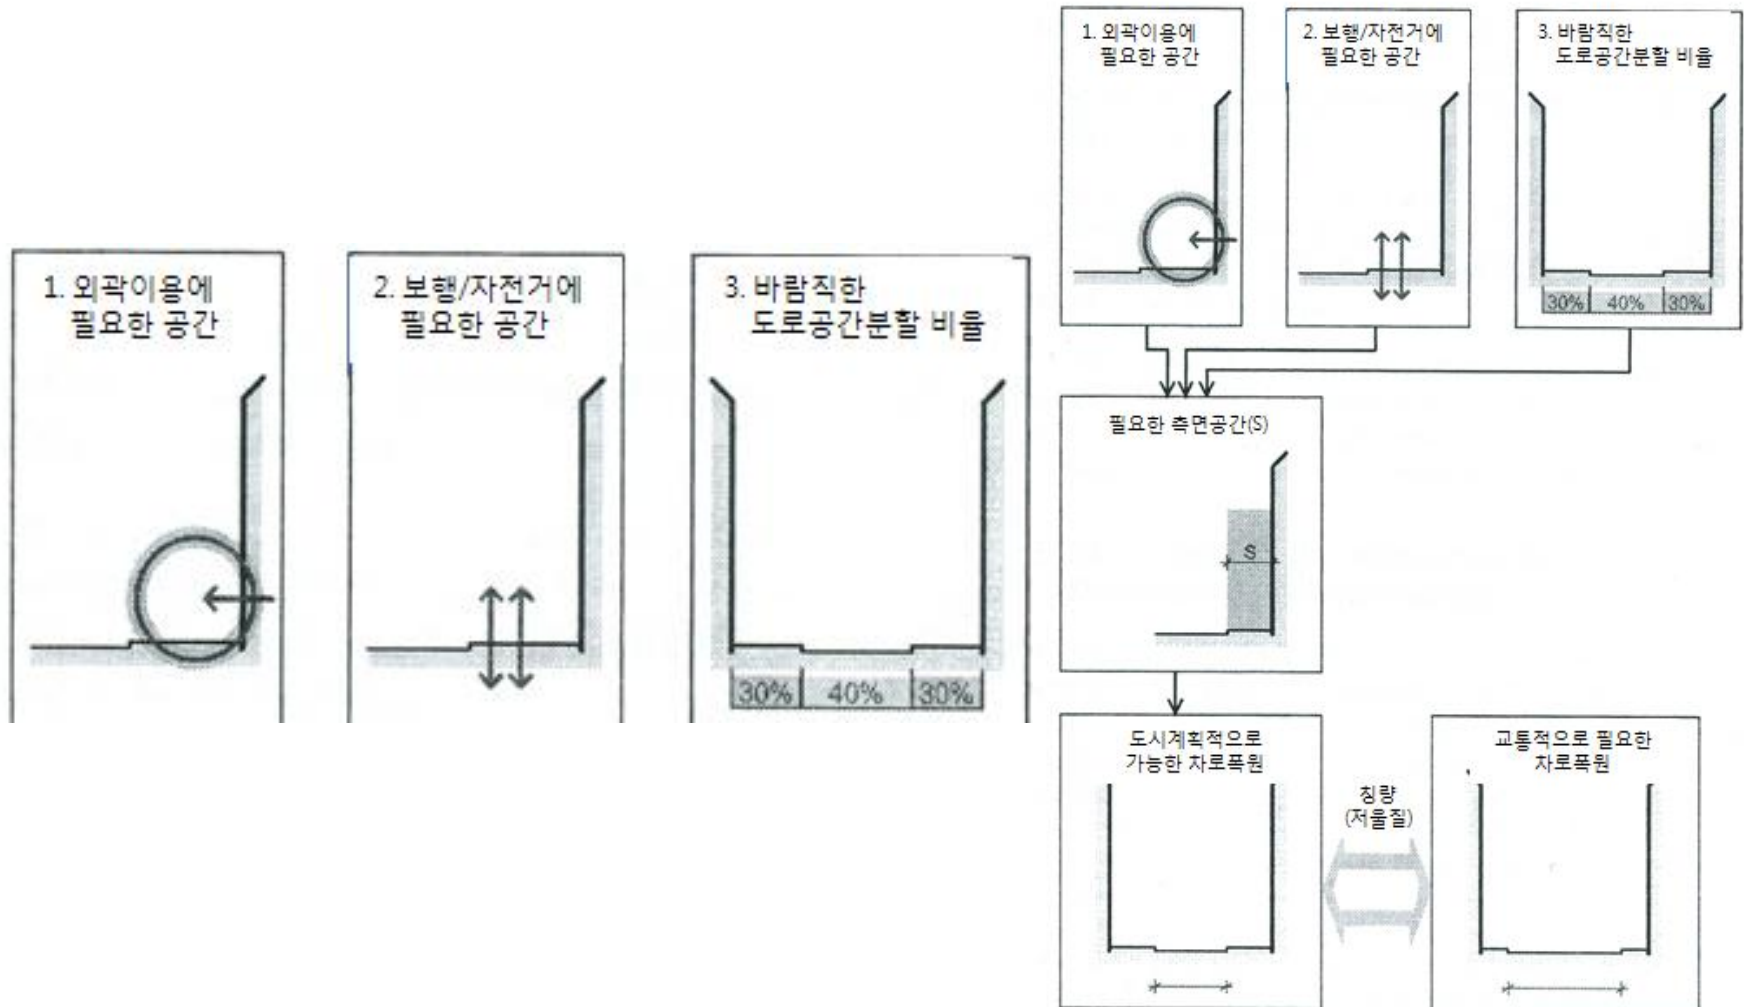 1. 외곽이용에
필요한 공간
2. 보행/자전거에
필요한 공간
3. 바람직한
도로공간분할 비율
30% 40% 30%
1. 외곽이용에
필요한 공간
2. 보행/자전거에
필요한 공간
3. 바람직한
도로공간분할 비율
30% 40% 30%
필요한 측면공간(S)
S
도시계획적으로
가능한 차로폭원
칭량
(저울질)
교통적으로 필요한
차로폭원